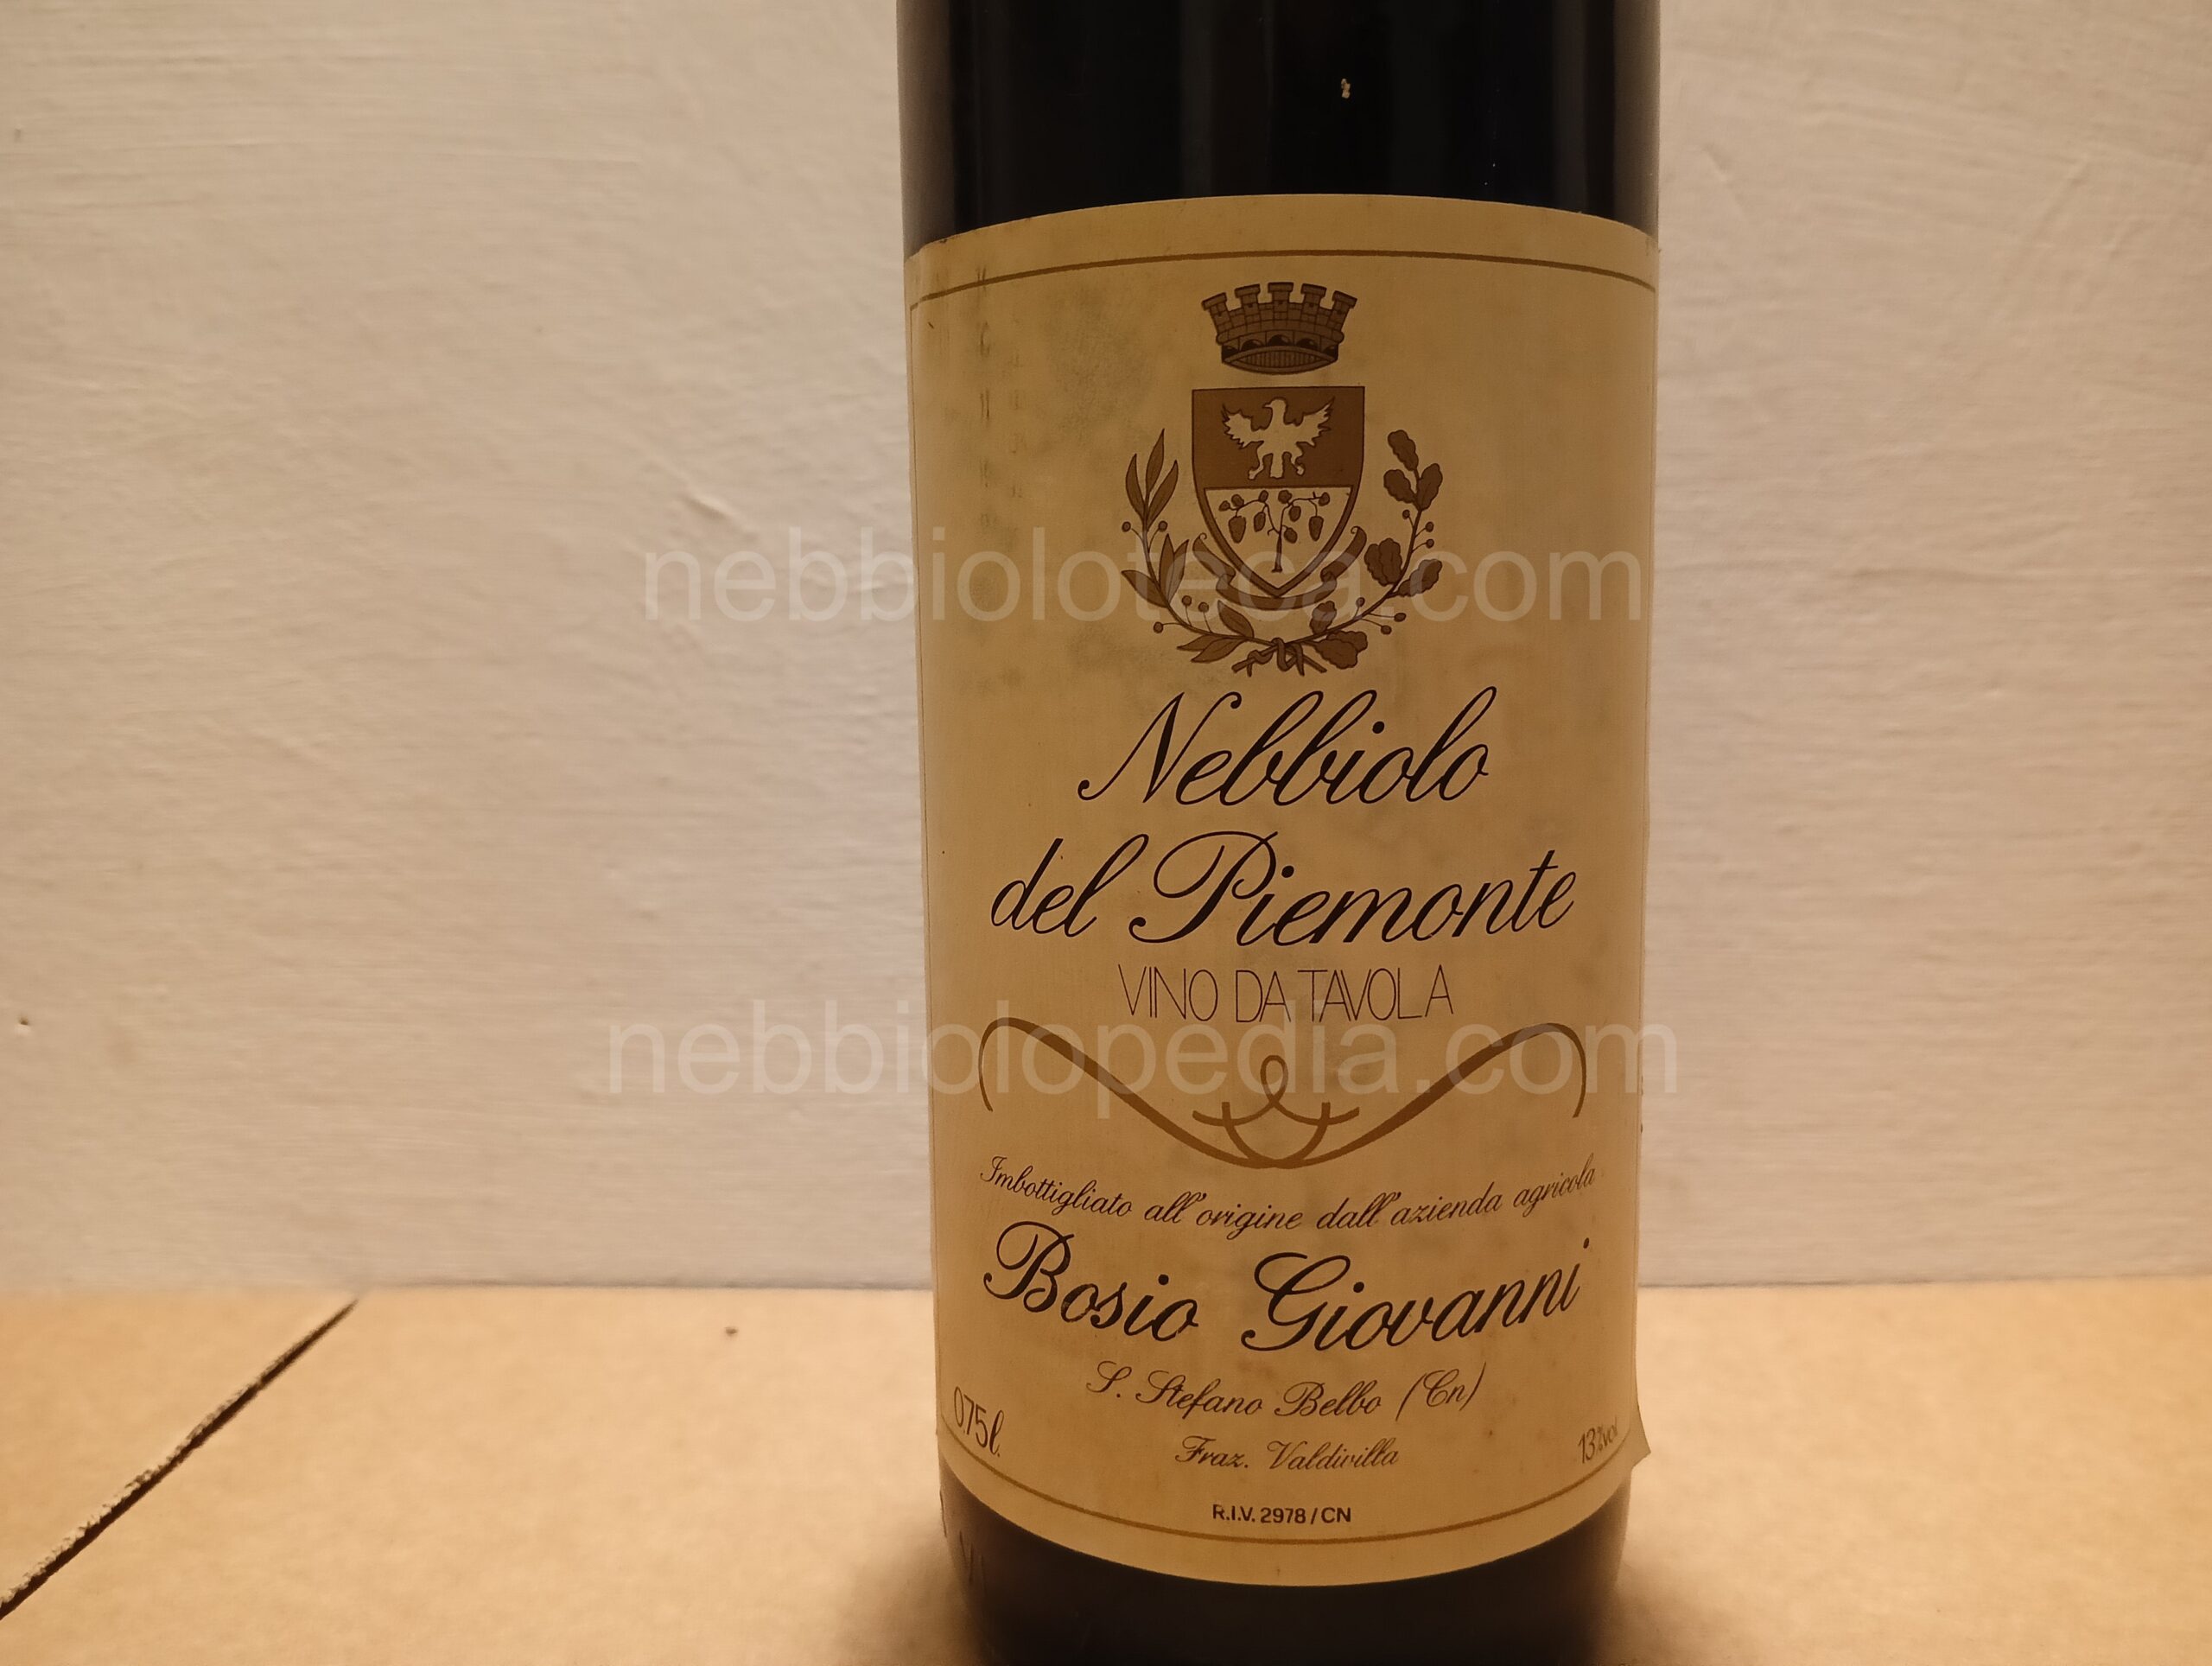 nebbioloteca.com
Nebbiolo
del Piemonte
VINO DA TAVOLA
nebbiolopedia.com
Imbottigliato all'origine dall'azienda agricola
Bosio Giovanni
S. Stefano Belbo (Cn)
0,75 l.
13% vol
Fraz. Valdivilla
R.I.V. 2978 / CN